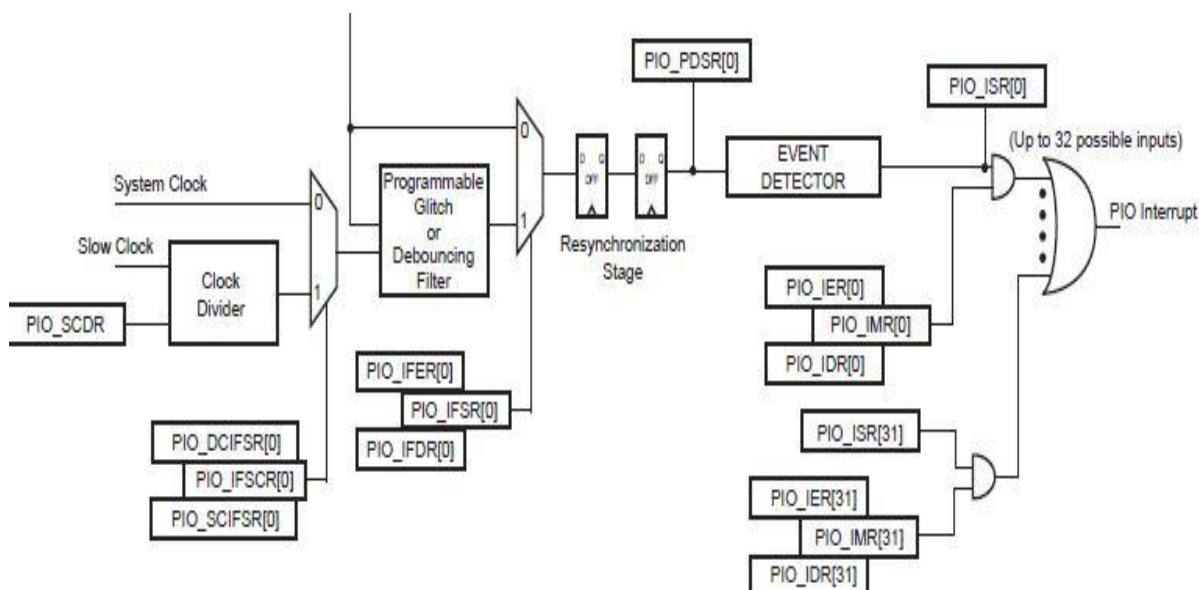 PIO_PDSR[0]
PIO_ISR[0]
(Up to 32 possible inputs)
System Clock
0
Slow Clock
Clock
Divider
1
PIO_SCDR
Programmable
Glitch
or
Debouncing
Filter
0
1
D Q
DFF
D Q
DFF
Resynchronization
Stage
EVENT
DETECTOR
PIO Interrupt
PIO_IER[0]
PIO_IMR[0]
PIO_IDR[0]
PIO_IFER[0]
PIO_IFSR[0]
PIO_IFDR[0]
PIO_DCIFSR[0]
PIO_IFSCR[0]
PIO_SCIFSR[0]
PIO_ISR[31]
PIO_IER[31]
PIO_IMR[31]
PIO_IDR[31]